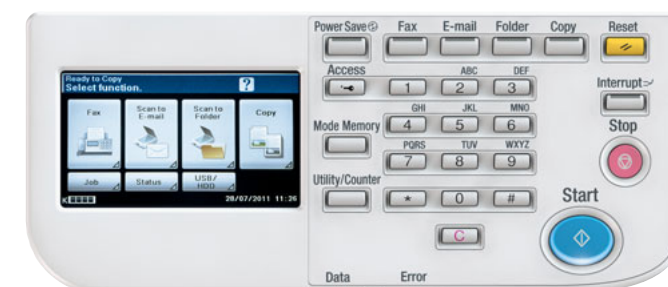 Power Save Fax E-mail Folder Copy Reset
Ready to Copy
Select function.
?
Fax
Scan to
E-mail
Scan to
Folder
Copy
Job
Status
USB/
HDD
K
28/07/2011 11:26
Access ABC DEF
1 2 3
Interrupt
GHI JKL MNO
Mode Memory 4 5 6
Stop
PQRS TUV WXYZ
7 8 9
Utility/Counter
* 0 #
Start
C
Data Error